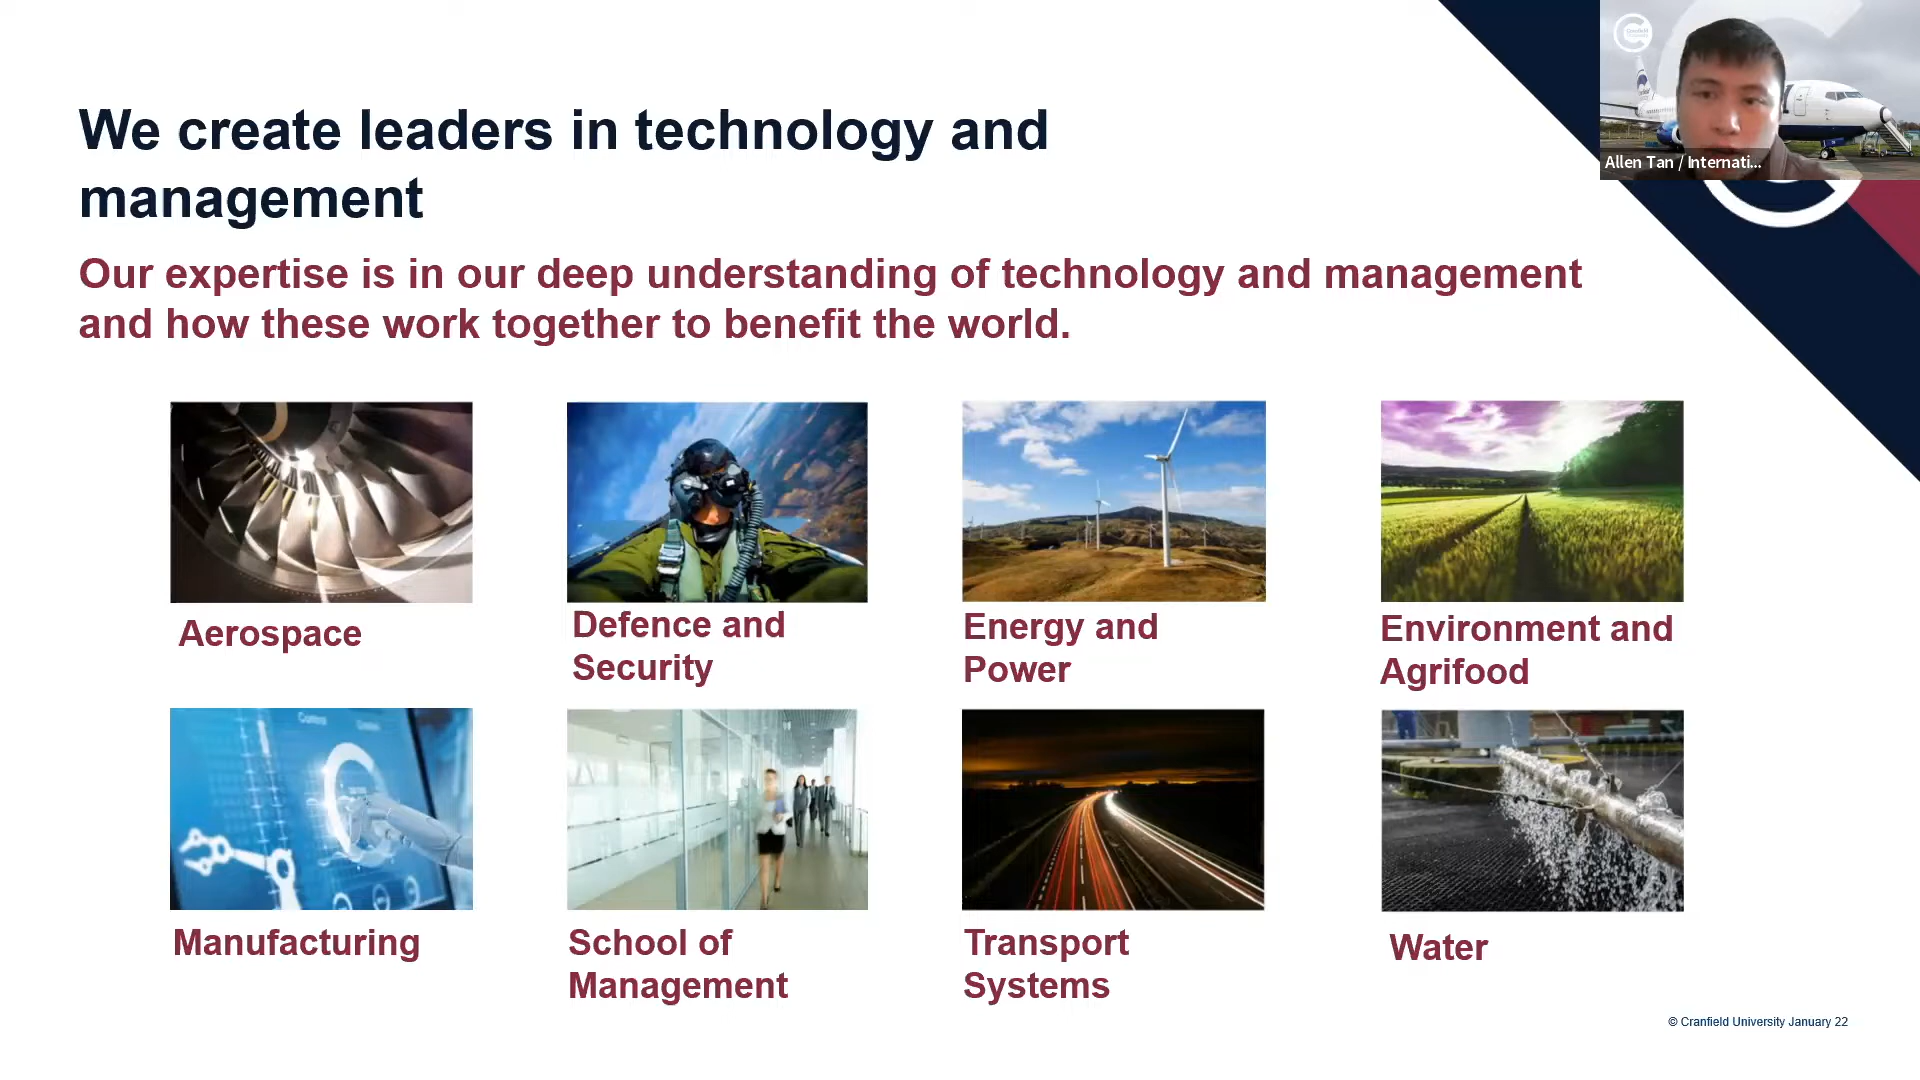 We create leaders in technology and
management
Our expertise is in our deep understanding of technology and management
and how these work together to benefit the world.
Allen Tan / Internati...
Aerospace
Defence and
Security
Energy and
Power
Environment and
Agrifood
Manufacturing
School of
Management
Transport
Systems
Water
© Cranfield University January 22